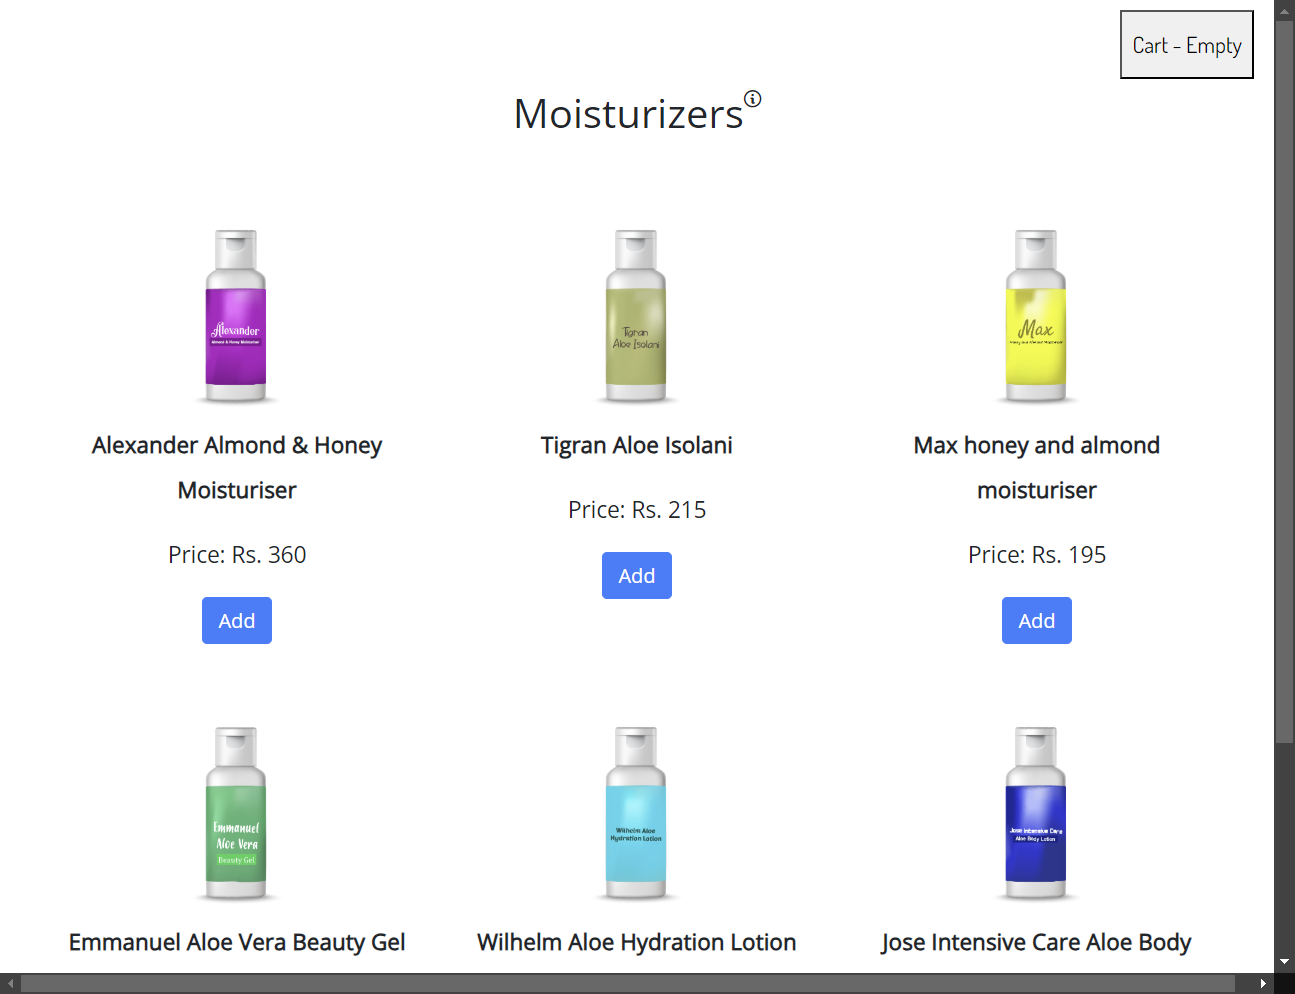 Cart - Empty
Moisturizers
Alexander
Almond & Honey Moisturiser
Tigran
Aloe Isolani
Max
Honey and Almond Moisturiser
Alexander Almond & Honey
Moisturiser
Price: Rs. 360
Add
Tigran Aloe Isolani
Price: Rs. 215
Add
Max honey and almond
moisturiser
Price: Rs. 195
Add
Emmanuel
Aloe Vera
Beauty Gel
Wilhelm Aloe
Hydration Lotion
Jose Intensive Care
Aloe Body Lotion
Emmanuel Aloe Vera Beauty Gel
Wilhelm Aloe Hydration Lotion
Jose Intensive Care Aloe Body